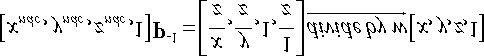 [x^{ndc}, y^{ndc}, z^{ndc}, 1] P^{-1} = [x/z, y/z, 1, 1/z] divide by w [x, y, z, 1]